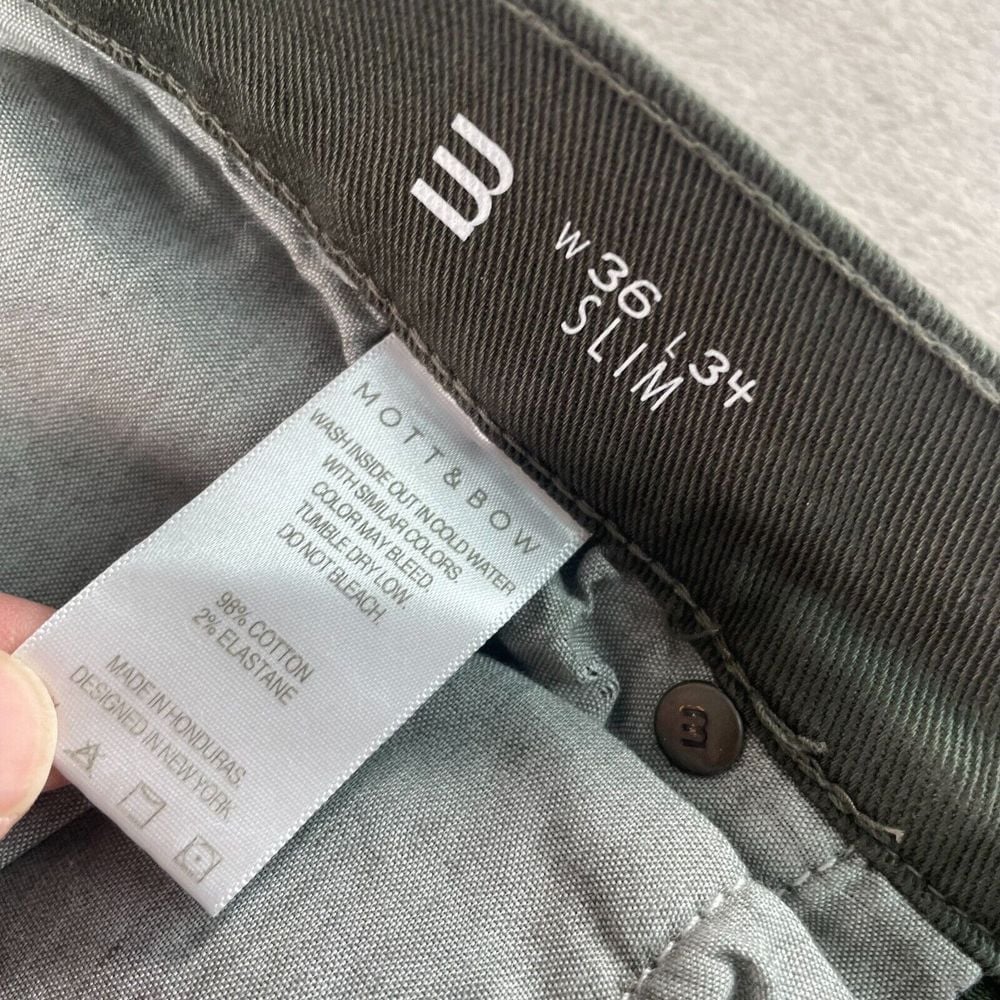 W 36 L 34
SLIM
MOTT & BOW
WASH INSIDE OUT IN COLD WATER
WITH SIMILAR COLORS
COLOR MAY BLEED.
TUMBLE DRY LOW.
DO NOT BLEACH.
98% COTTON
2% ELASTANE
MADE IN HONDURAS
DESIGNED IN NEW YORK